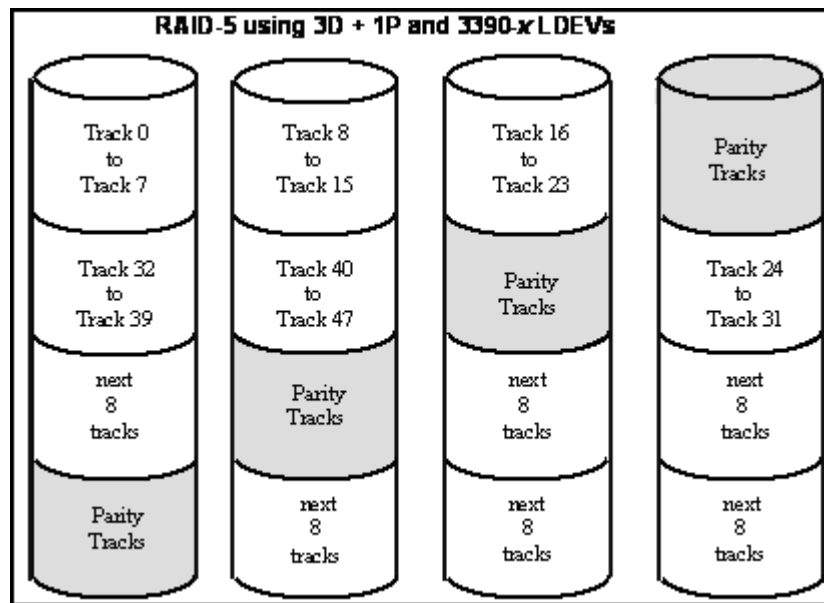 RAID-5 using 3D + 1P and 3390-x LDEVs
Track 0
to
Track 7
Track 8
to
Track 15
Track 16
to
Track 23
Parity
Tracks
Track 32
to
Track 39
Track 40
to
Track 47
Parity
Tracks
Track 24
to
Track 31
next
8
tracks
Parity
Tracks
next
8
tracks
next
8
tracks
Parity
Tracks
next
8
tracks
next
8
tracks
next
8
tracks